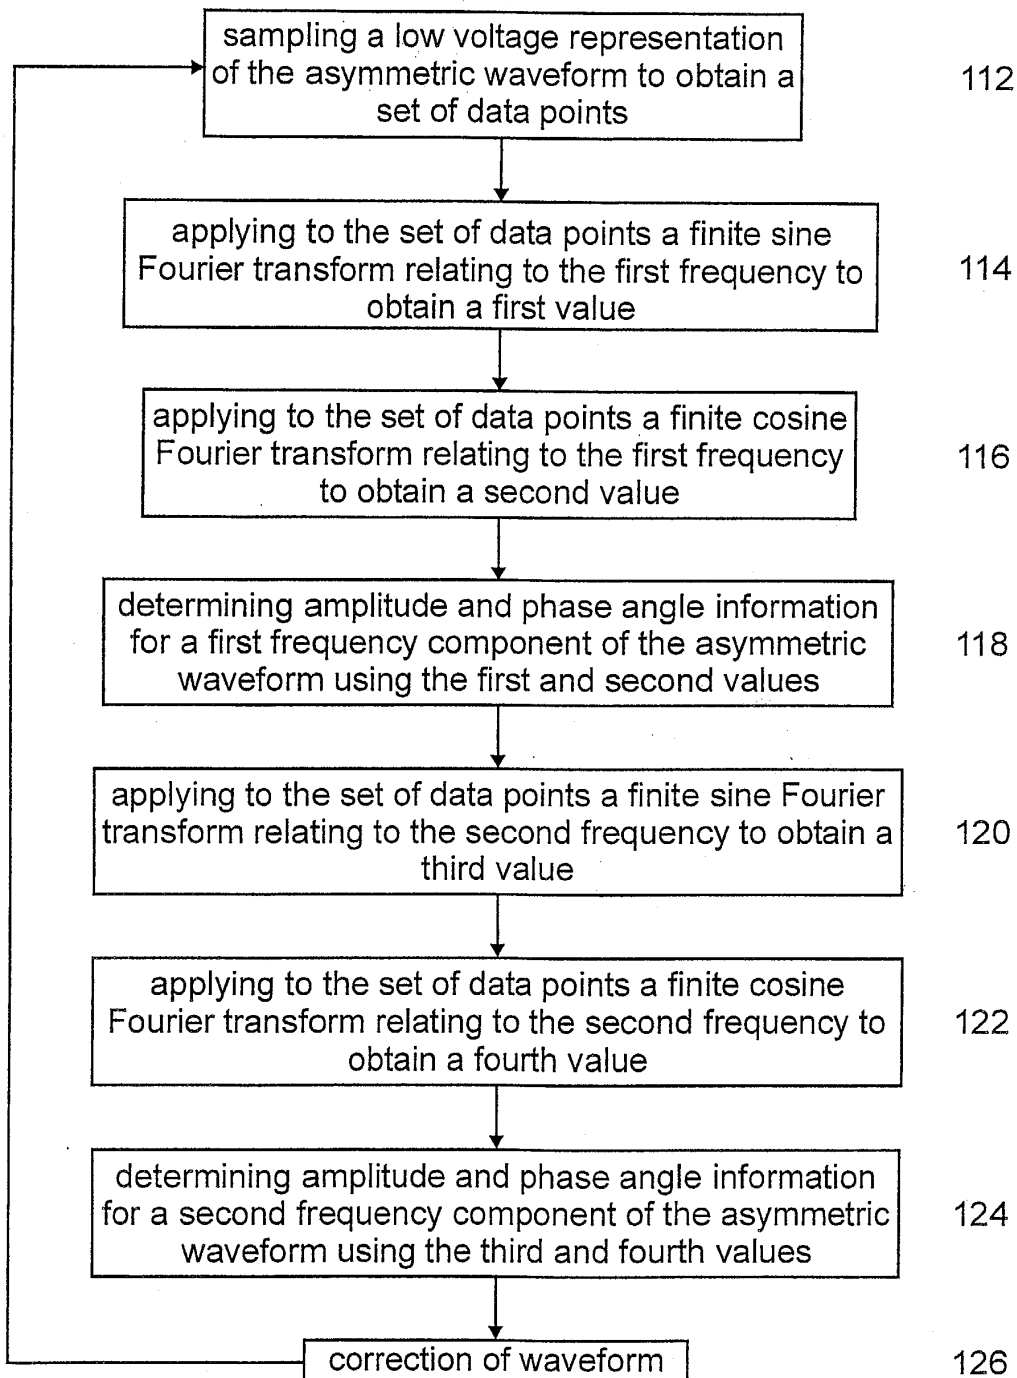 sampling a low voltage representation
of the asymmetric waveform to obtain a
set of data points
112
applying to the set of data points a finite sine
Fourier transform relating to the first frequency to
obtain a first value
114
applying to the set of data points a finite cosine
Fourier transform relating to the first frequency
to obtain a second value
116
determining amplitude and phase angle information
for a first frequency component of the asymmetric
waveform using the first and second values
118
applying to the set of data points a finite sine Fourier
transform relating to the second frequency to obtain a
third value
120
applying to the set of data points a finite cosine
Fourier transform relating to the second frequency to
obtain a fourth value
122
determining amplitude and phase angle information
for a second frequency component of the asymmetric
waveform using the third and fourth values
124
correction of waveform
126